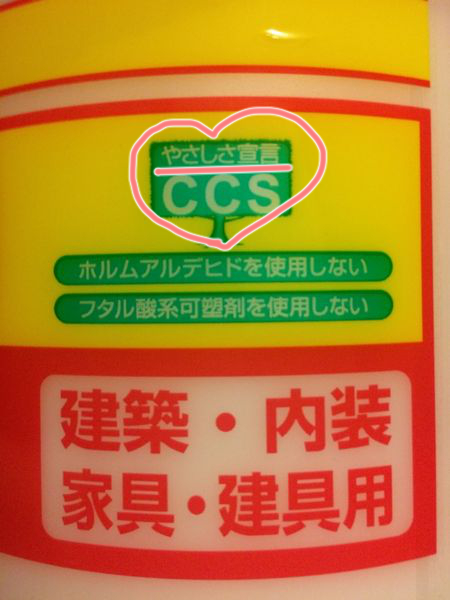 やさしさ宣言
CCS
ホルムアルデヒドを使用しない
フタル酸系可塑剤を使用しない
建築・内装
家具・建具用